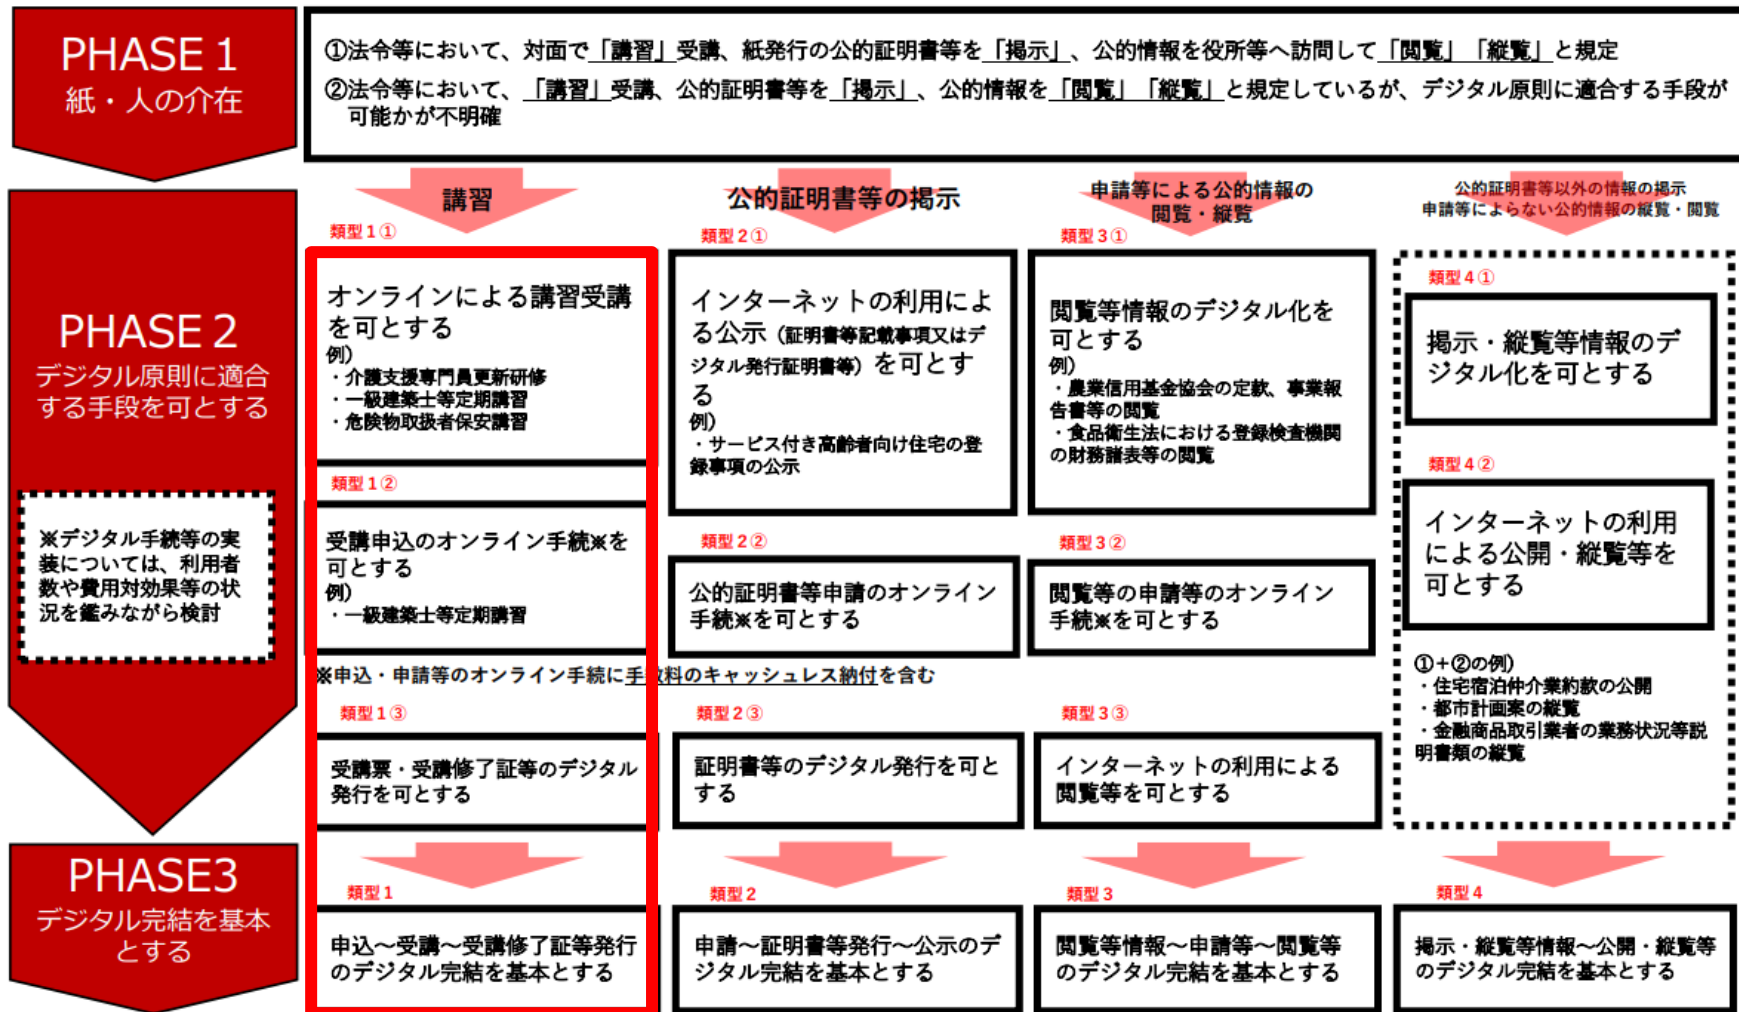 PHASE 1
紙・人の介在
①法令等において、対面で「講習」受講、紙発行の公的証明書等を「掲示」、公的情報を役所等へ訪問して「閲覧」「縦覧」と規定
②法令等において、「講習」受講、公的証明書等を「掲示」、公的情報を「閲覧」「縦覧」と規定しているが、デジタル原則に適合する手段が
可能かが不明確
PHASE 2
デジタル原則に適合
する手段を可とする
※デジタル手続等の実
装については、利用者
数や費用対効果等の状
況を鑑みながら検討
講習
類型1①
オンラインによる講習受講
を可とする
例)
・介護支援専門員更新研修
・一級建築士等定期講習
・危険物取扱者保安講習
類型1②
受講申込のオンライン手続※を
可とする
例)
・一級建築士等定期講習
※申込・申請等のオンライン手続に手数料のキャッシュレス納付を含む
類型1③
受講票・受講修了証等のデジタル
発行を可とする
公的証明書等の掲示
類型2①
インターネットの利用によ
る公示（証明書等記載事項又はデ
ジタル発行証明書等）を可とす
る
例)
・サービス付き高齢者向け住宅の登
録事項の公示
類型2②
公的証明書等申請のオンライン
手続※を可とする
類型2③
証明書等のデジタル発行を可と
する
申請等による公的情報の
閲覧・縦覧
類型3①
閲覧等情報のデジタル化を
可とする
例)
・農業信用基金協会の定款、事業報
告書等の閲覧
・食品衛生法における登録検査機関
の財務諸表等の閲覧
類型3②
閲覧等の申請等のオンライン
手続※を可とする
類型3③
インターネットの利用による
閲覧等を可とする
公的証明書等以外の情報の掲示
申請等によらない公的情報の縦覧・閲覧
類型4①
掲示・縦覧等情報のデ
ジタル化を可とする
類型4②
インターネットの利用
による公開・縦覧等を
可とする
①+②の例)
・住宅宿泊仲介業約款の公開
・都市計画案の縦覧
・金融商品取引業者の業務状況等説
明書類の縦覧
PHASE3
デジタル完結を基本
とする
類型1
申込～受講～受講修了証等発行
のデジタル完結を基本とする
類型2
申請～証明書等発行～公示のデ
ジタル完結を基本とする
類型3
閲覧等情報～申請等～閲覧等
のデジタル完結を基本とする
類型4
掲示・縦覧等情報～公開・縦覧等
のデジタル完結を基本とする